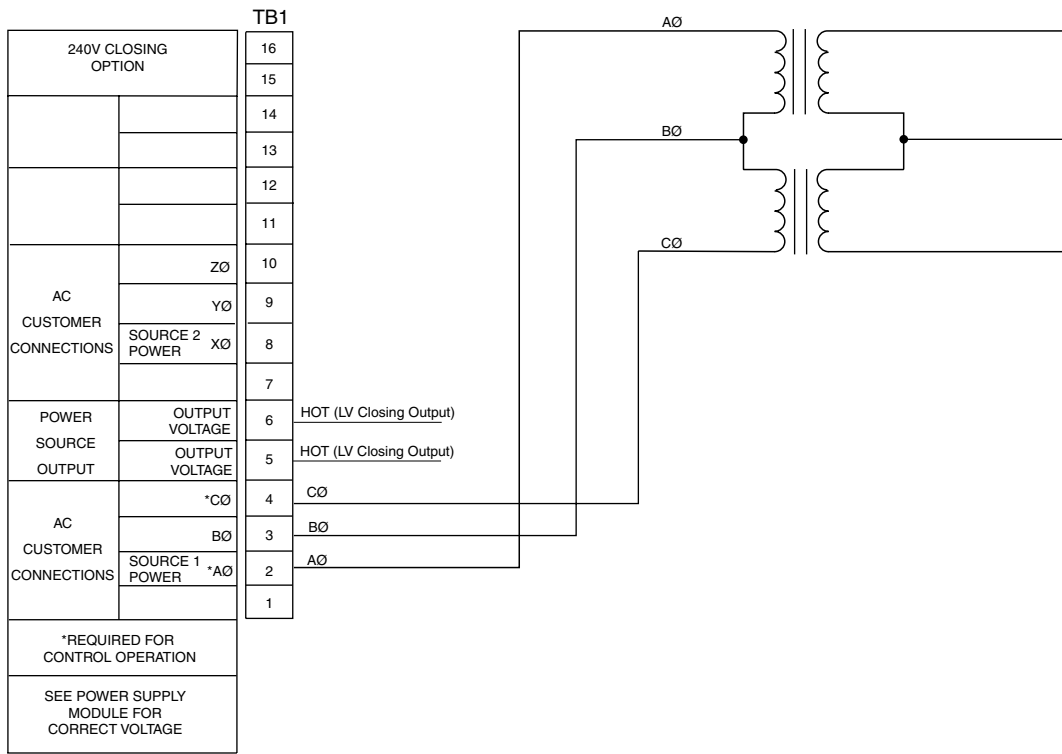 TB1
240V CLOSING
OPTION
16
15
14
13
12
11
AC
CUSTOMER
CONNECTIONS
ZØ
10
YØ
9
SOURCE 2
POWER
XØ
8
7
POWER
SOURCE
OUTPUT
OUTPUT
VOLTAGE
6
HOT (LV Closing Output)
OUTPUT
VOLTAGE
5
HOT (LV Closing Output)
AC
CUSTOMER
CONNECTIONS
*CØ
4
CØ
BØ
3
BØ
SOURCE 1
POWER
*AØ
2
AØ
1
*REQUIRED FOR
CONTROL OPERATION
SEE POWER SUPPLY
MODULE FOR
CORRECT VOLTAGE
AØ
BØ
CØ